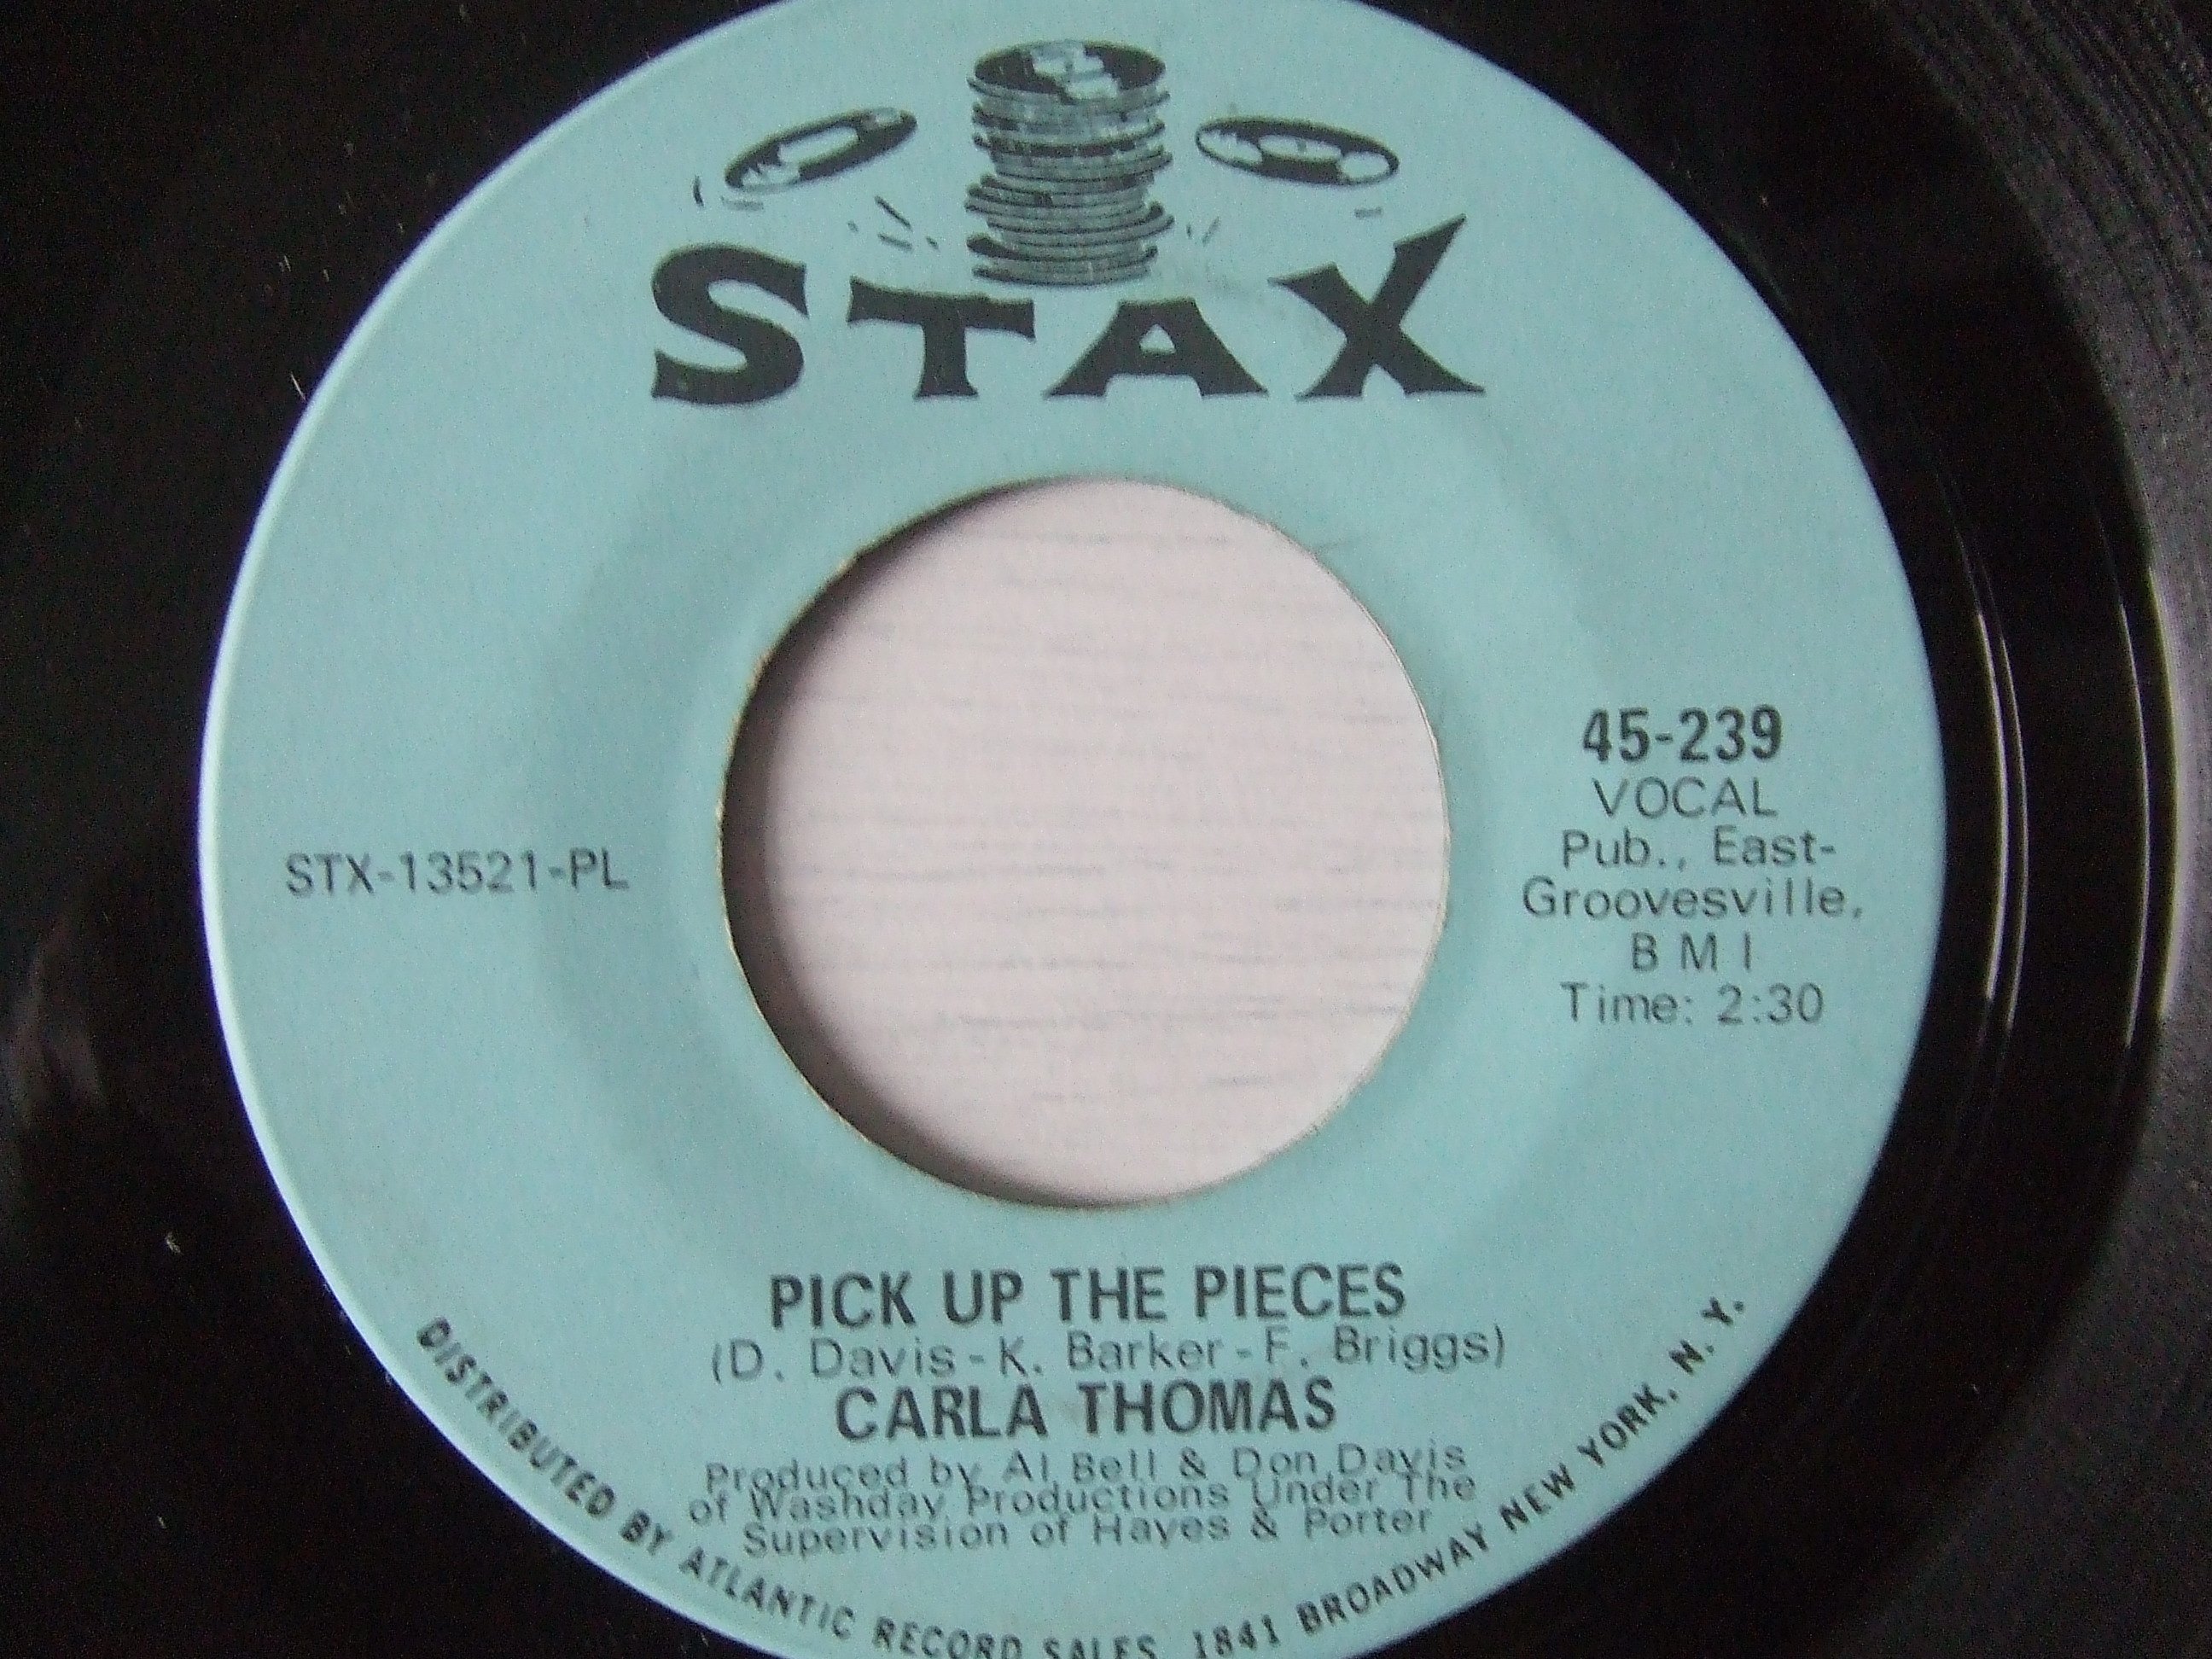 STAX
45-239
VOCAL
Pub., East-
Groovesville,
BMI
Time: 2:30
STX-13521-PL
PICK UP THE PIECES
(D. Davis-K. Barker-F. Briggs)
CARLA THOMAS
Produced by Al Bell & Don Davis
of Washday Productions Under The
Supervision of Hayes & Porter
DISTRIBUTED BY ATLANTIC RECORD SALES, 1841 BROADWAY NEW YORK, N. Y.